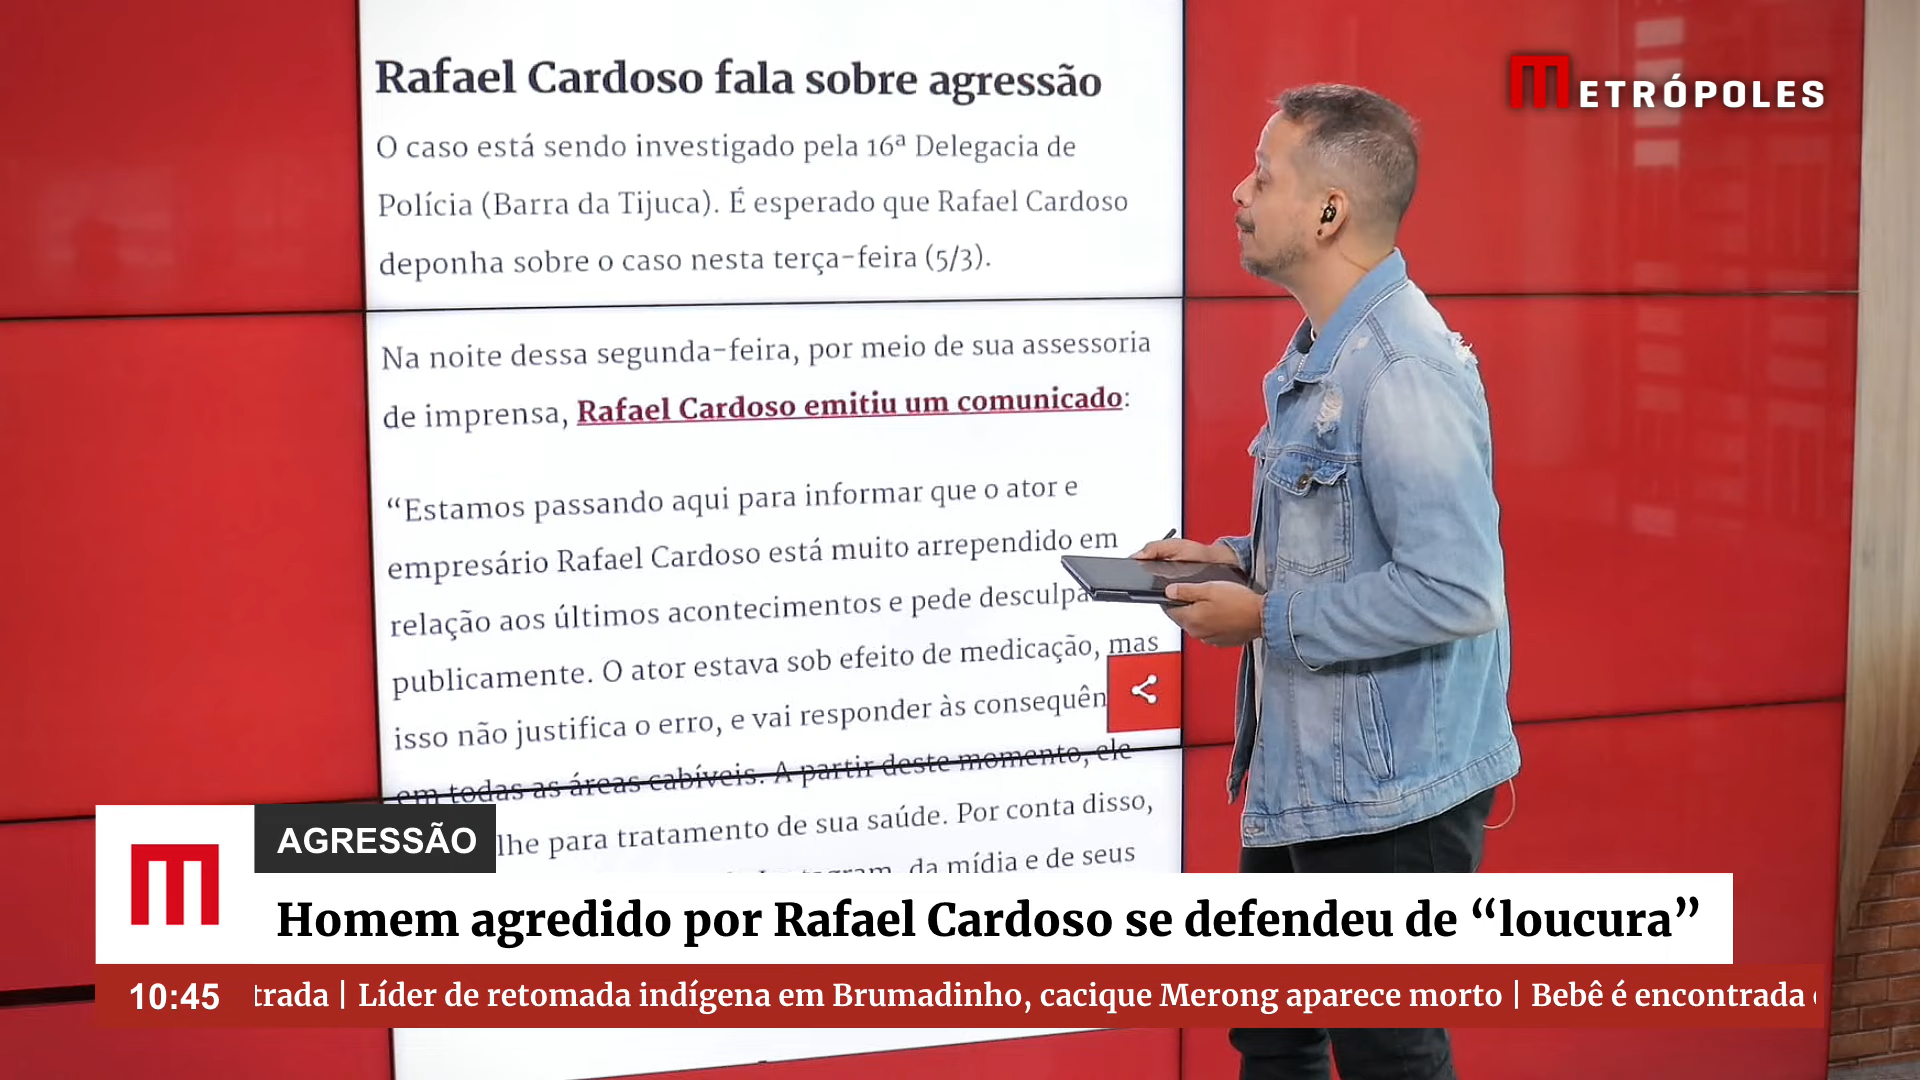 Rafael Cardoso fala sobre agressão
O caso está sendo investigado pela 16ª Delegacia de
Polícia (Barra da Tijuca). É esperado que Rafael Cardoso
deponha sobre o caso nesta terça-feira (5/3).
Na noite dessa segunda-feira, por meio de sua assessoria
de imprensa, Rafael Cardoso emitiu um comunicado:
“Estamos passando aqui para informar que o ator e
empresário Rafael Cardoso está muito arrependido em
relação aos últimos acontecimentos e pede desculpa
publicamente. O ator estava sob efeito de medicação, mas
isso não justifica o erro, e vai responder às consequên
em todas as áreas cabíveis. A partir deste momento, ele
lhe para tratamento de sua saúde. Por conta disso,
da mídia e de seus
METRÓPOLES
AGRESSÃO
Homem agredido por Rafael Cardoso se defendeu de “loucura”
10:45 trada | Líder de retomada indígena em Brumadinho, cacique Merong aparece morto | Bebê é encontrada